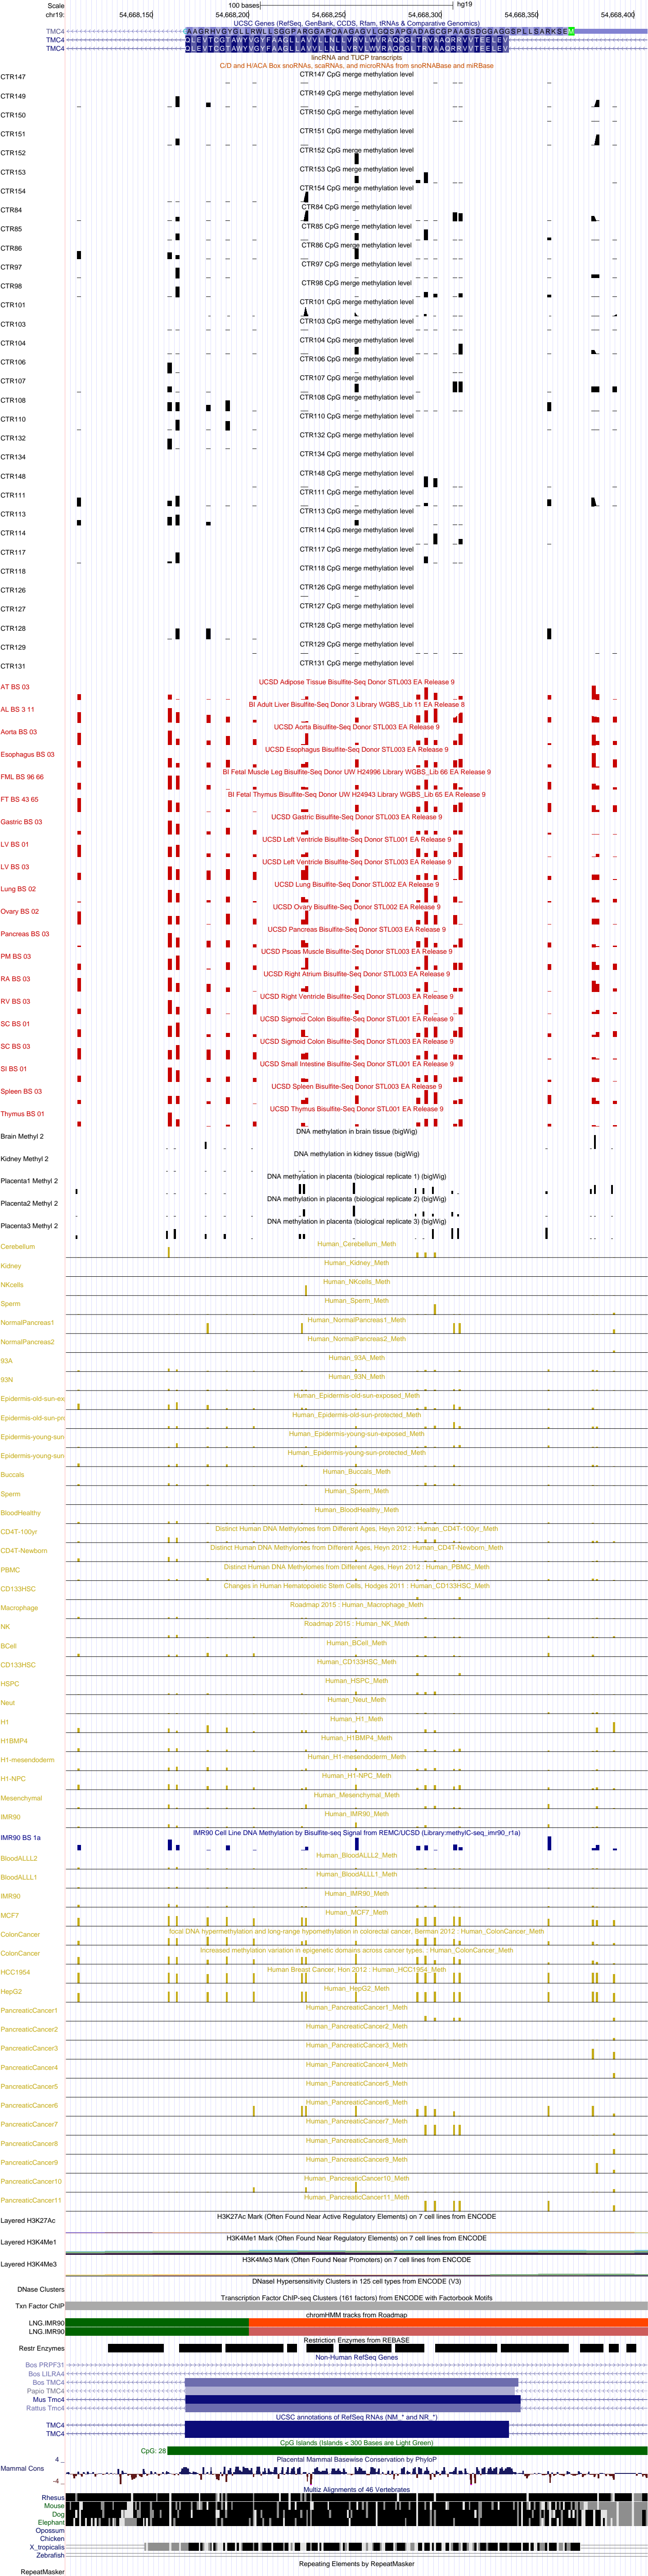 Scale 100 bases hg19
chr19: 54,668,150 54,668,200 54,668,250 54,668,300 54,668,350 54,668,400
UCSC Genes (RefSeq, GenBank, CCDS, Rfam, tRNAs & Comparative Genomics)
TMC4
TMC4
TMC4
lincRNA and TUCP transcripts
C/D and H/ACA Box snoRNAs, scaRNAs, and microRNAs from snoRNABase and miRBase
CTR147 CTR147 CpG merge methylation level
CTR149 CTR149 CpG merge methylation level
CTR150 CTR150 CpG merge methylation level
CTR151 CTR151 CpG merge methylation level
CTR152 CTR152 CpG merge methylation level
CTR153 CTR153 CpG merge methylation level
CTR154 CTR154 CpG merge methylation level
CTR84 CTR84 CpG merge methylation level
CTR85 CTR85 CpG merge methylation level
CTR86 CTR86 CpG merge methylation level
CTR97 CTR97 CpG merge methylation level
CTR98 CTR98 CpG merge methylation level
CTR101 CTR101 CpG merge methylation level
CTR103 CTR103 CpG merge methylation level
CTR104 CTR104 CpG merge methylation level
CTR106 CTR106 CpG merge methylation level
CTR107 CTR107 CpG merge methylation level
CTR108 CTR108 CpG merge methylation level
CTR110 CTR110 CpG merge methylation level
CTR132 CTR132 CpG merge methylation level
CTR134 CTR134 CpG merge methylation level
CTR148 CTR148 CpG merge methylation level
CTR111 CTR111 CpG merge methylation level
CTR113 CTR113 CpG merge methylation level
CTR114 CTR114 CpG merge methylation level
CTR117 CTR117 CpG merge methylation level
CTR118 CTR118 CpG merge methylation level
CTR126 CTR126 CpG merge methylation level
CTR127 CTR127 CpG merge methylation level
CTR128 CTR128 CpG merge methylation level
CTR129 CTR129 CpG merge methylation level
CTR131 CTR131 CpG merge methylation level
AT BS 03 UCSD Adipose Tissue Bisulfite-Seq Donor STL003 EA Release 9
AL BS 3 11 BI Adult Liver Bisulfite-Seq Donor 3 Library WGBS_Lib 11 EA Release 8
Aorta BS 03 UCSD Aorta Bisulfite-Seq Donor STL003 EA Release 9
Esophagus BS 03 UCSD Esophagus Bisulfite-Seq Donor STL003 EA Release 9
FML BS 96 66 BI Fetal Muscle Leg Bisulfite-Seq Donor UW H24996 Library WGBS_Lib 66 EA Release 9
FT BS 43 65 BI Fetal Thymus Bisulfite-Seq Donor UW H24943 Library WGBS_Lib 65 EA Release 9
Gastric BS 03 UCSD Gastric Bisulfite-Seq Donor STL003 EA Release 9
LV BS 01 UCSD Left Ventricle Bisulfite-Seq Donor STL001 EA Release 9
LV BS 03 UCSD Left Ventricle Bisulfite-Seq Donor STL003 EA Release 9
Lung BS 02 UCSD Lung Bisulfite-Seq Donor STL002 EA Release 9
Ovary BS 02 UCSD Ovary Bisulfite-Seq Donor STL002 EA Release 9
Pancreas BS 03 UCSD Pancreas Bisulfite-Seq Donor STL003 EA Release 9
PM BS 03 UCSD Psoas Muscle Bisulfite-Seq Donor STL003 EA Release 9
RA BS 03 UCSD Right Atrium Bisulfite-Seq Donor STL003 EA Release 9
RV BS 03 UCSD Right Ventricle Bisulfite-Seq Donor STL003 EA Release 9
SC BS 01 UCSD Sigmoid Colon Bisulfite-Seq Donor STL001 EA Release 9
SC BS 03 UCSD Sigmoid Colon Bisulfite-Seq Donor STL003 EA Release 9
SI BS 01 UCSD Small Intestine Bisulfite-Seq Donor STL001 EA Release 9
Spleen BS 03 UCSD Spleen Bisulfite-Seq Donor STL003 EA Release 9
Thymus BS 01 UCSD Thymus Bisulfite-Seq Donor STL001 EA Release 9
Brain Methyl 2 DNA methylation in brain tissue (bigWig)
Kidney Methyl 2 DNA methylation in kidney tissue (bigWig)
Placenta1 Methyl 2 DNA methylation in placenta (biological replicate 1) (bigWig)
Placenta2 Methyl 2 DNA methylation in placenta (biological replicate 2) (bigWig)
Placenta3 Methyl 2 DNA methylation in placenta (biological replicate 3) (bigWig)
Cerebellum Human_Cerebellum_Meth
Kidney Human_Kidney_Meth
NKcells Human_NKcells_Meth
Sperm Human_Sperm_Meth
NormalPancreas1 Human_NormalPancreas1_Meth
NormalPancreas2 Human_NormalPancreas2_Meth
93A Human_93A_Meth
93N Human_93N_Meth
Epidermis-old-sun-ex Human_Epidermis-old-sun-exposed_Meth
Epidermis-old-sun-pr Human_Epidermis-old-sun-protected_Meth
Epidermis-young-sun Human_Epidermis-young-sun-exposed_Meth
Epidermis-young-sun Human_Epidermis-young-sun-protected_Meth
Buccals Human_Buccals_Meth
Sperm Human_Sperm_Meth
BloodHealthy Human_BloodHealthy_Meth
CD4T-100yr Distinct Human DNA Methylomes from Different Ages, Heyn 2012 : Human_CD4T-100yr_Meth
CD4T-Newborn Distinct Human DNA Methylomes from Different Ages, Heyn 2012 : Human_CD4T-Newborn_Meth
PBMC Distinct Human DNA Methylomes from Different Ages, Heyn 2012 : Human_PBMC_Meth
CD133HSC Changes in Human Hematopoietic Stem Cells, Hodges 2011 : Human_CD133HSC_Meth
Macrophage Roadmap 2015 : Human_Macrophage_Meth
NK Roadmap 2015 : Human_NK_Meth
BCell Human_BCell_Meth
CD133HSC Human_CD133HSC_Meth
HSPC Human_HSPC_Meth
Neut Human_Neut_Meth
H1 Human_H1_Meth
H1BMP4 Human_H1BMP4_Meth
H1-mesendoderm Human_H1-mesendoderm_Meth
H1-NPC Human_H1-NPC_Meth
Mesenchymal Human_Mesenchymal_Meth
IMR90 Human_IMR90_Meth
IMR90 BS 1a IMR90 Cell Line DNA Methylation by Bisulfite-seq Signal from REMC/UCSD (Library:methylC-seq_imr90_r1a)
BloodALLL2 Human_BloodALLL2_Meth
BloodALLL1 Human_BloodALLL1_Meth
IMR90 Human_IMR90_Meth
MCF7 Human_MCF7_Meth
ColonCancer focal DNA hypermethylation and long-range hypomethylation in colorectal cancer, Berman 2012 : Human_ColonCancer_Meth
ColonCancer Increased methylation variation in epigenetic domains across cancer types. : Human_ColonCancer_Meth
HCC1954 Human Breast Cancer, Hon 2012 : Human_HCC1954_Meth
HepG2 Human_HepG2_Meth
PancreaticCancer1 Human_PancreaticCancer1_Meth
PancreaticCancer2 Human_PancreaticCancer2_Meth
PancreaticCancer3 Human_PancreaticCancer3_Meth
PancreaticCancer4 Human_PancreaticCancer4_Meth
PancreaticCancer5 Human_PancreaticCancer5_Meth
PancreaticCancer6 Human_PancreaticCancer6_Meth
PancreaticCancer7 Human_PancreaticCancer7_Meth
PancreaticCancer8 Human_PancreaticCancer8_Meth
PancreaticCancer9 Human_PancreaticCancer9_Meth
PancreaticCancer10 Human_PancreaticCancer10_Meth
PancreaticCancer11 Human_PancreaticCancer11_Meth
Layered H3K27Ac H3K27Ac Mark (Often Found Near Active Regulatory Elements) on 7 cell lines from ENCODE
Layered H3K4Me1 H3K4Me1 Mark (Often Found Near Regulatory Elements) on 7 cell lines from ENCODE
Layered H3K4Me3 H3K4Me3 Mark (Often Found Near Promoters) on 7 cell lines from ENCODE
DNaseI Hypersensitivity Clusters in 125 cell types from ENCODE (V3)
DNase Clusters
Transcription Factor ChIP-seq Clusters (161 factors) from ENCODE with Factorbook Motifs
Txn Factor ChIP
chromHMM tracks from Roadmap
LNG.IMR90
LNG.IMR90
Restriction Enzymes from REBASE
Restr Enzymes
Non-Human RefSeq Genes
Bos PRPF31
Bos LILRA4
Bos TMC4
Papio TMC4
Mus Tmc4
Rattus Tmc4
UCSC annotations of RefSeq RNAs (NM_* and NR_*)
TMC4
TMC4
CpG Islands (Islands < 300 Bases are Light Green)
CpG: 28
Placental Mammal Basewise Conservation by PhyloP
4 _
Mammal Cons
-4 _
Multiz Alignments of 46 Vertebrates
Rhesus
Mouse
Dog
Elephant
Opossum
Chicken
X_tropicalis
Zebrafish
Repeating Elements by RepeatMasker
RepeatMasker